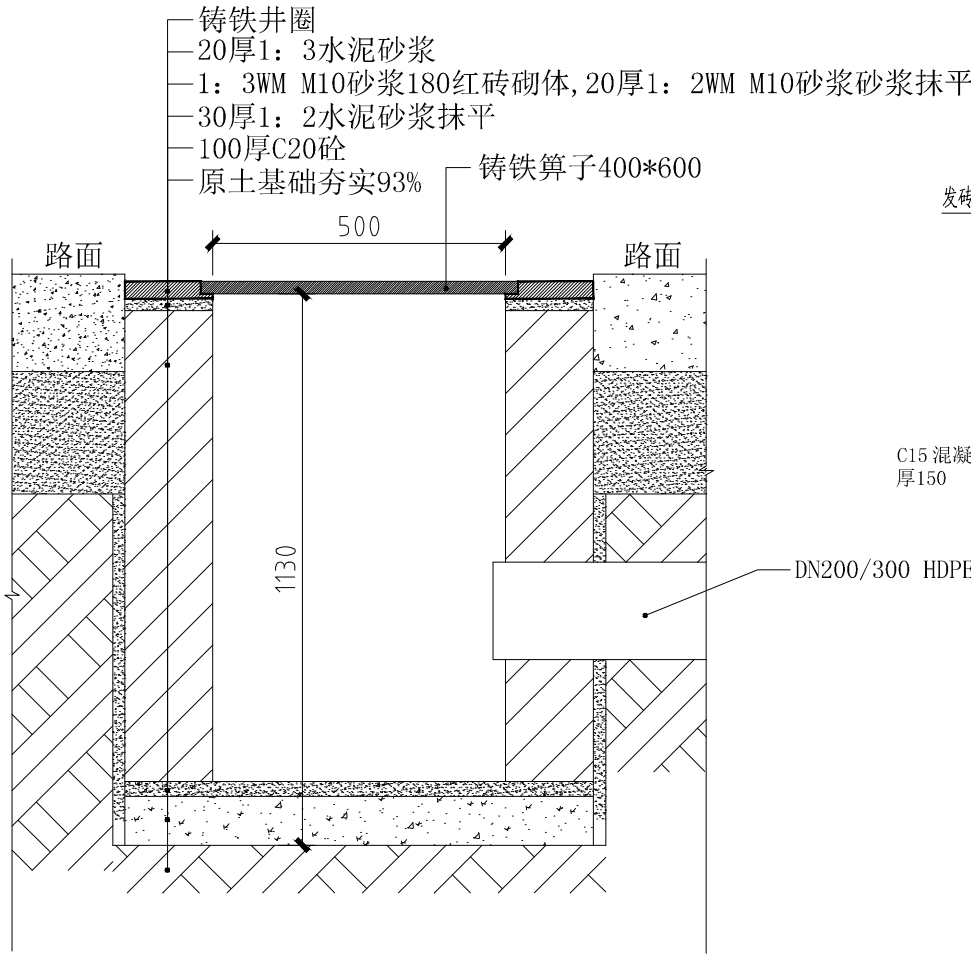 铸铁井圈
20厚1：3水泥砂浆
1：3WM M10砂浆180红砖砌体,20厚1：2WM M10砂浆砂浆抹平
30厚1：2水泥砂浆抹平
100厚C20砼
原土基础夯实93%
铸铁箅子400*600
发砖
500
路面
路面
C15 混凝
厚150
1130
DN200/300 HDPE